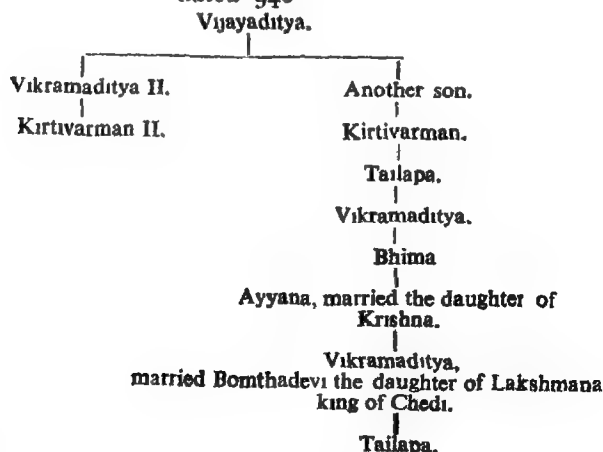 Vijayaditya.
Vikramaditya II.
Another son.
Kirtivarman II.
Kirtivarman.
Tailapa.
Vikramaditya.
Bhima
Ayyana, married the daughter of
Krishna.
Vikramaditya,
married Bomthadevi the daughter of Lakshmana
king of Chedi.
Tailapa.